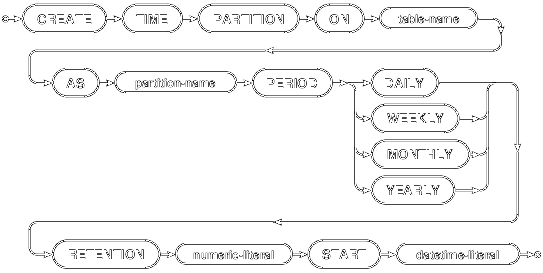 CREATE TIME PARTITION ON table-name
AS partition-name PERIOD DAILY
WEEKLY
MONTHLY
YEARLY
RETENTION numeric-literal START datetime-literal